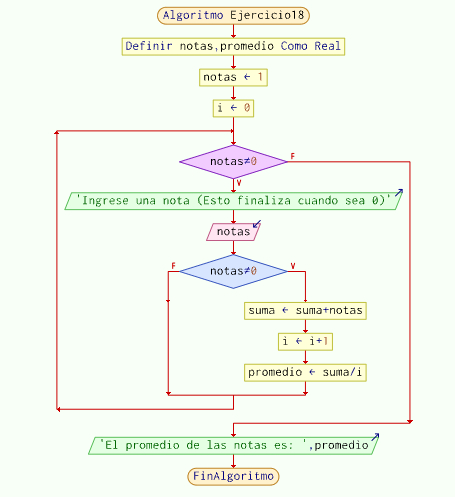 Algoritmo Ejercicio18
Definir notas,promedio Como Real
notas ← 1
i ← 0
notas≠0
F
V
'Ingrese una nota (Esto finaliza cuando sea 0)'
notas
notas≠0
F
V
suma ← suma+notas
i ← i+1
promedio ← suma/i
'El promedio de las notas es: ',promedio
FinAlgoritmo